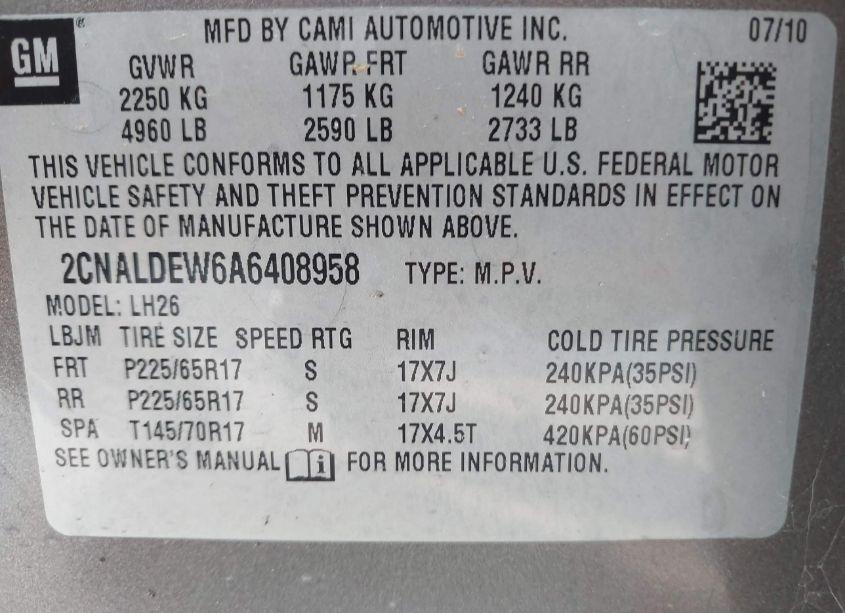 GM
MFD BY CAMI AUTOMOTIVE INC. 07/10
GVWR GAWR FRT GAWR RR
2250 KG 1175 KG 1240 KG
4960 LB 2590 LB 2733 LB
THIS VEHICLE CONFORMS TO ALL APPLICABLE U.S. FEDERAL MOTOR
VEHICLE SAFETY AND THEFT PREVENTION STANDARDS IN EFFECT ON
THE DATE OF MANUFACTURE SHOWN ABOVE.
2CNALDEW6A6408958 TYPE: M.P.V.
MODEL: LH26
LBJM TIRE SIZE SPEED RTG RIM COLD TIRE PRESSURE
FRT P225/65R17 S 17X7J 240KPA(35PSI)
RR P225/65R17 S 17X7J 240KPA(35PSI)
SPA T145/70R17 M 17X4.5T 420KPA(60PSI)
SEE OWNER'S MANUAL FOR MORE INFORMATION.